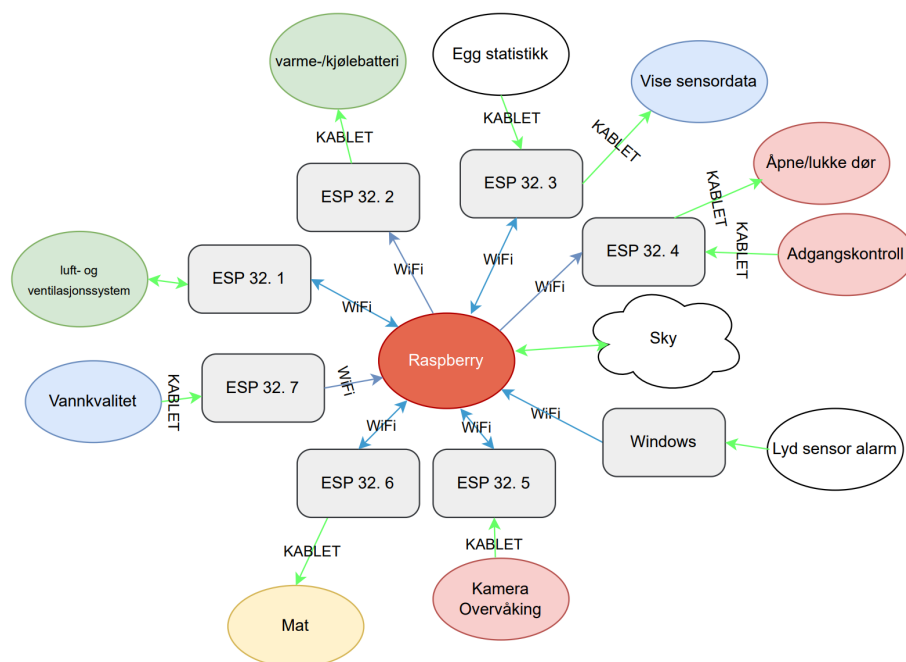 Egg statistikk
varme-/kjølebatteri
Vise sensordata
KABLET
KABLET
KABLET
Åpne/lukke dør
ESP 32. 3
ESP 32. 2
KABLET
ESP 32. 4
KABLET
Adgangskontroll
luft- og
ventilasjonssystem
ESP 32. 1
WiFi
WiFi
WiFi
WiFi
Sky
Raspberry
ESP 32. 7
WiFi
Vannkvalitet
KABLET
WiFi
WiFi
WiFi
Windows
Lyd sensor alarm
ESP 32. 6
ESP 32. 5
KABLET
KABLET
Kamera
Overvåking
Mat